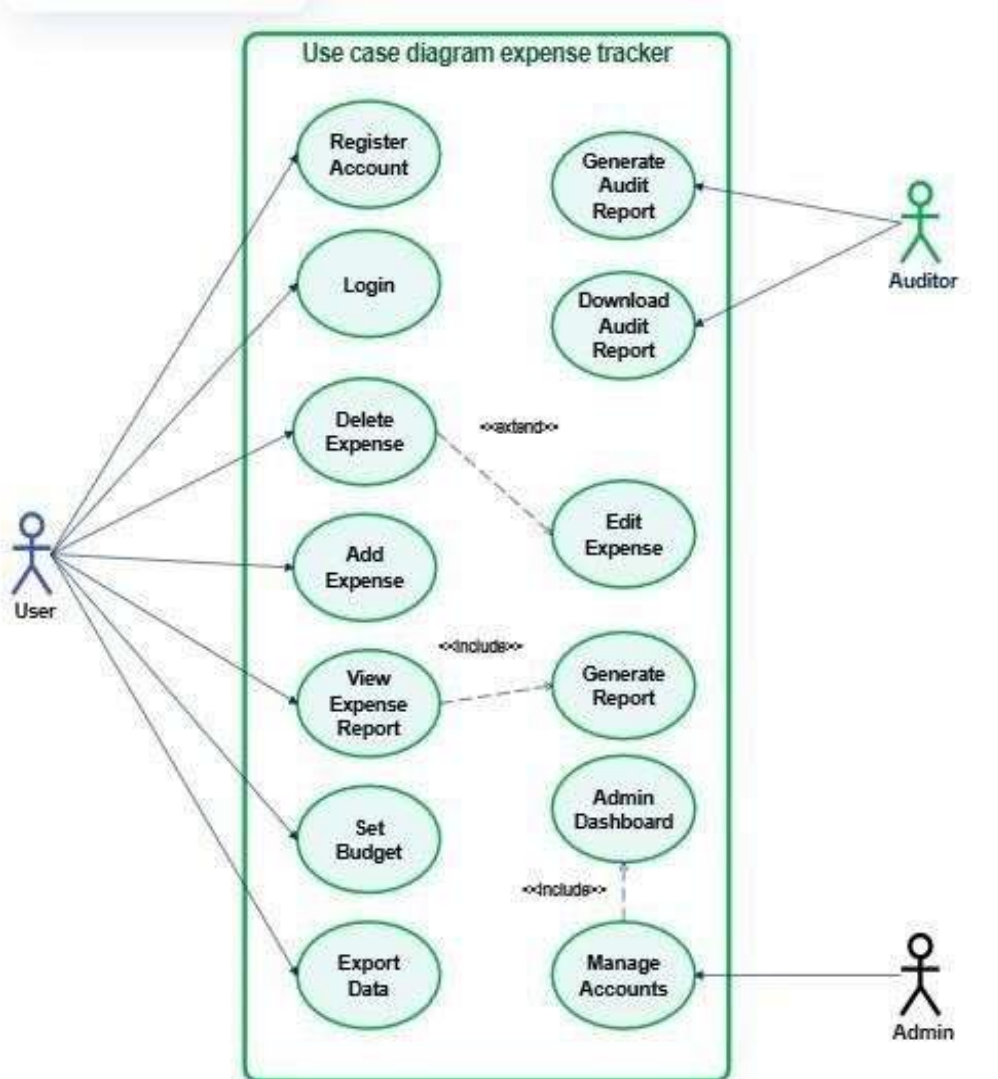 Use case diagram expense tracker
Register
Account
Generate
Audit
Report
Login
Auditor
Download
Audit
Report
Delete
Expense
<<extend>>
Edit
Expense
Add
Expense
User
<<include>>
View
Expense
Report
Generate
Report
Admin
Dashboard
Set
Budget
<<include>>
Export
Data
Manage
Accounts
Admin